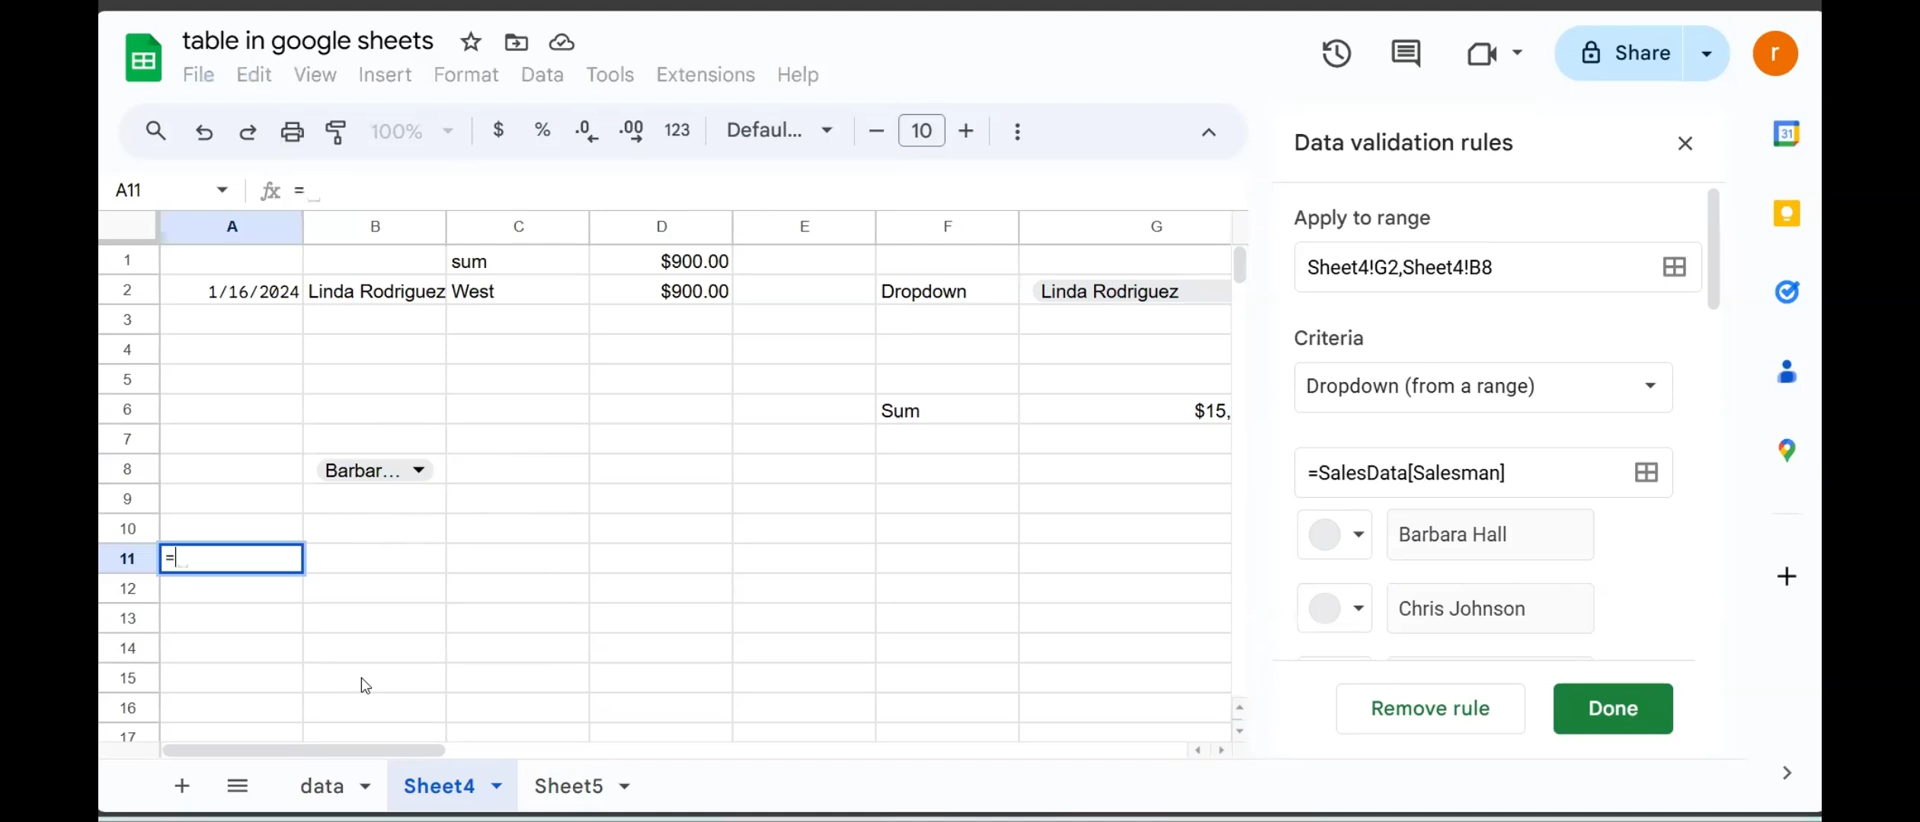 table in google sheets
File Edit View Insert Format Data Tools Extensions Help
Share
r
100% $ % .0 .00 123 Defaul... 10
Data validation rules
31
A11 fx =
Apply to range
Sheet4!G2,Sheet4!B8
A B C D E F G
1 sum $900.00
2 1/16/2024 Linda Rodriguez West $900.00 Dropdown Linda Rodriguez
3
4
5
6 Sum $15,
7
8 Barbar...
9
10
11 =
12
13
14
15
16
17
Criteria
Dropdown (from a range)
=SalesData[Salesman]
Barbara Hall
Chris Johnson
Remove rule Done
data Sheet4 Sheet5